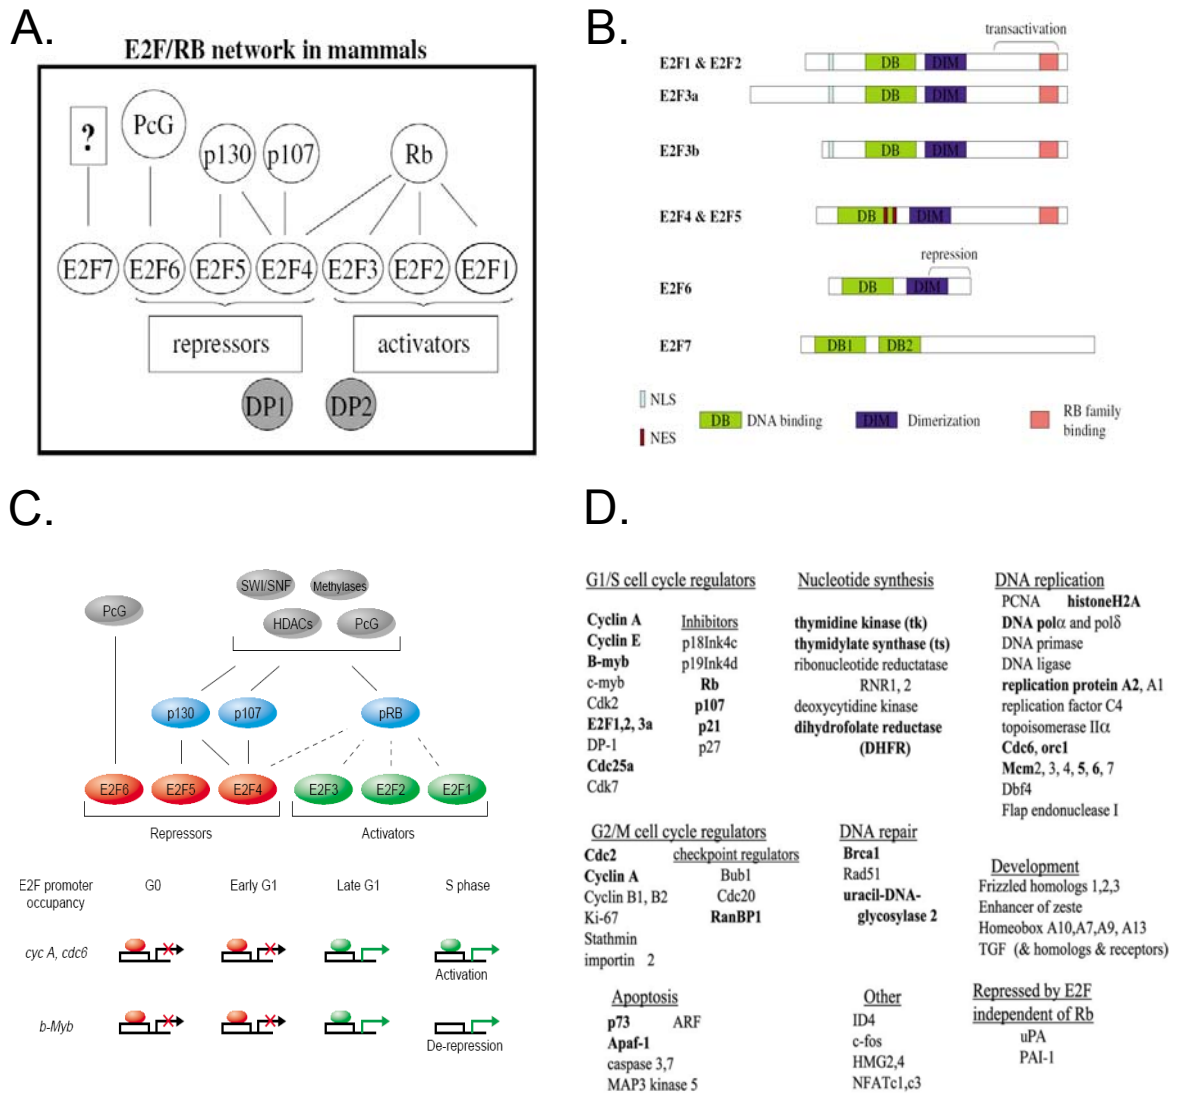 A.
E2F/RB network in mammals
?
PcG
p130
p107
Rb
E2F7
E2F6
E2F5
E2F4
E2F3
E2F2
E2F1
repressors
activators
DP1
DP2
B.
transactivation
E2F1 & E2F2
DB
DIM
E2F3a
DB
DIM
E2F3b
DB
DIM
E2F4 & E2F5
DB
DIM
repression
E2F6
DB
DIM
E2F7
DB1
DB2
NLS
NES
DB
DNA binding
DIM
Dimerization
RB family
binding
C.
SWI/SNF
Methylases
PcG
HDACs
PcG
p130
p107
pRB
E2F6
E2F5
E2F4
E2F3
E2F2
E2F1
Repressors
Activators
E2F promoter
occupancy
G0
Early G1
Late G1
S phase
cyc A, cdc6
Activation
b-Myb
De-repression
D.
G1/S cell cycle regulators
Cyclin A
Cyclin E
B-myb
c-myb
Cdk2
E2F1,2, 3a
DP-1
Cdc25a
Cdk7
Inhibitors
p18Ink4c
p19Ink4d
Rb
p107
p21
p27
Nucleotide synthesis
thymidine kinase (tk)
thymidylate synthase (ts)
ribonucleotide reductatase
RNR1, 2
deoxycytidine kinase
dihydrofolate reductase
(DHFR)
DNA replication
PCNA histoneH2A
DNA polα and polδ
DNA primase
DNA ligase
replication protein A2, A1
replication factor C4
topoisomerase IIα
Cdc6, orc1
Mcm2, 3, 4, 5, 6, 7
Dbf4
Flap endonuclease I
G2/M cell cycle regulators
Cdc2
Cyclin A
Cyclin B1, B2
Ki-67
Stathmin
importin 2
checkpoint regulators
Bub1
Cdc20
RanBP1
DNA repair
Brca1
Rad51
uracil-DNA-
glycosylase 2
Development
Frizzled homologs 1,2,3
Enhancer of zeste
Homeobox A10,A7,A9, A13
TGF (& homologs & receptors)
Apoptosis
p73 ARF
Apaf-1
caspase 3,7
MAP3 kinase 5
Other
ID4
c-fos
HMG2,4
NFATc1,c3
Repressed by E2F
independent of Rb
uPA
PAI-1